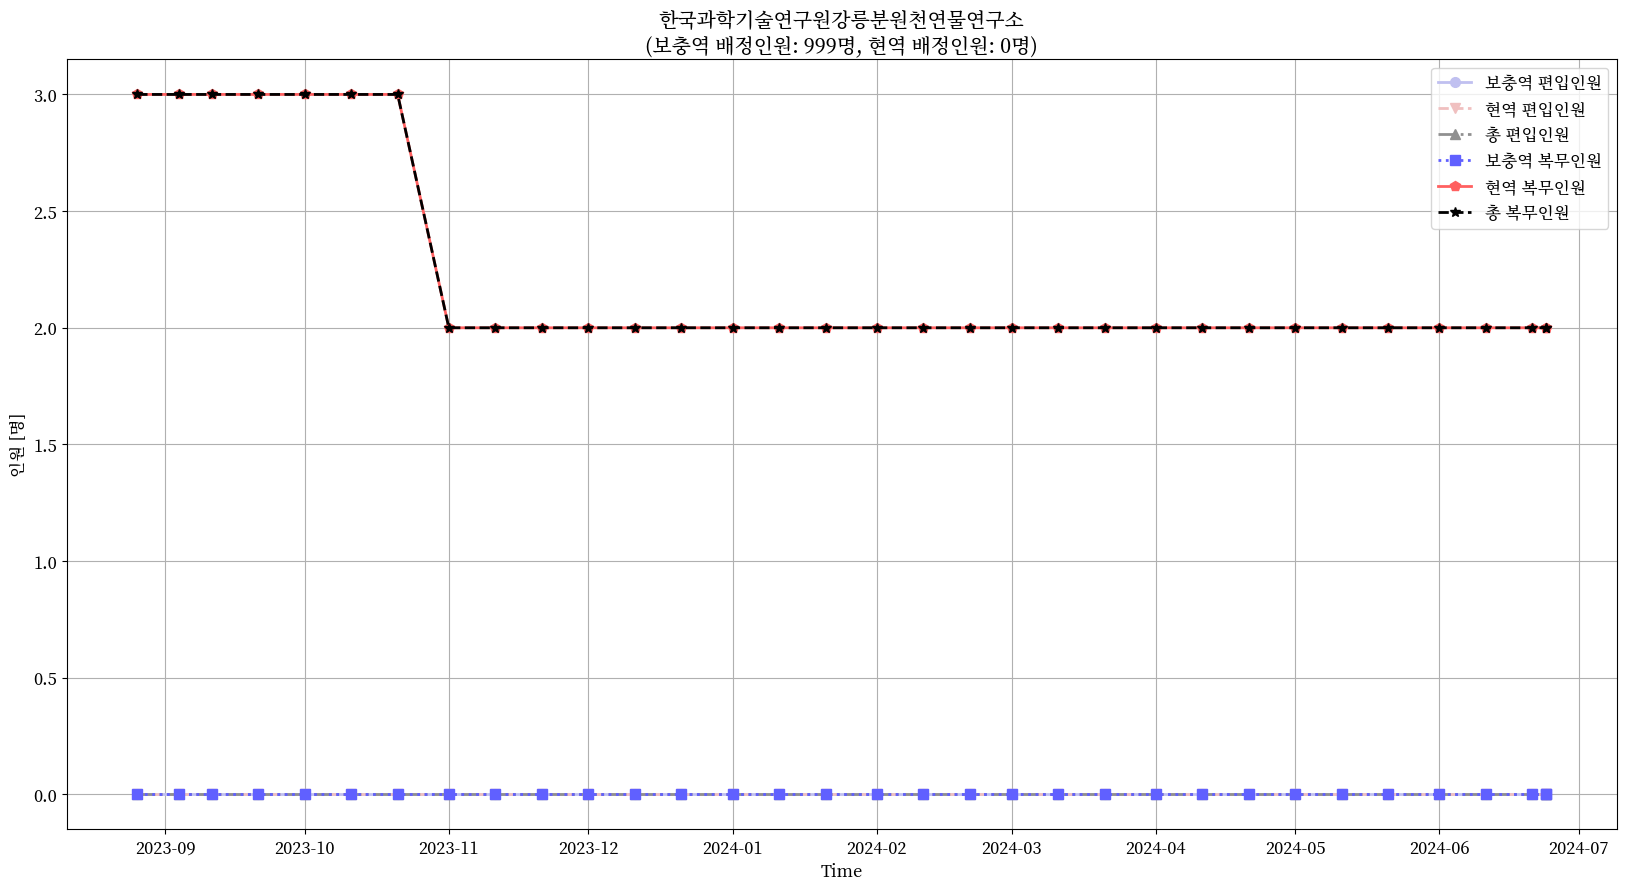 한국과학기술연구원강릉분원천연물연구소
(보충역 배정인원: 999명, 현역 배정인원: 0명)
보충역 편입인원
현역 편입인원
총 편입인원
보충역 복무인원
현역 복무인원
총 복무인원
인원 [명]
3.0
2.5
2.0
1.5
1.0
0.5
0.0
2023-09 2023-10 2023-11 2023-12 2024-01 2024-02 2024-03 2024-04 2024-05 2024-06 2024-07
Time